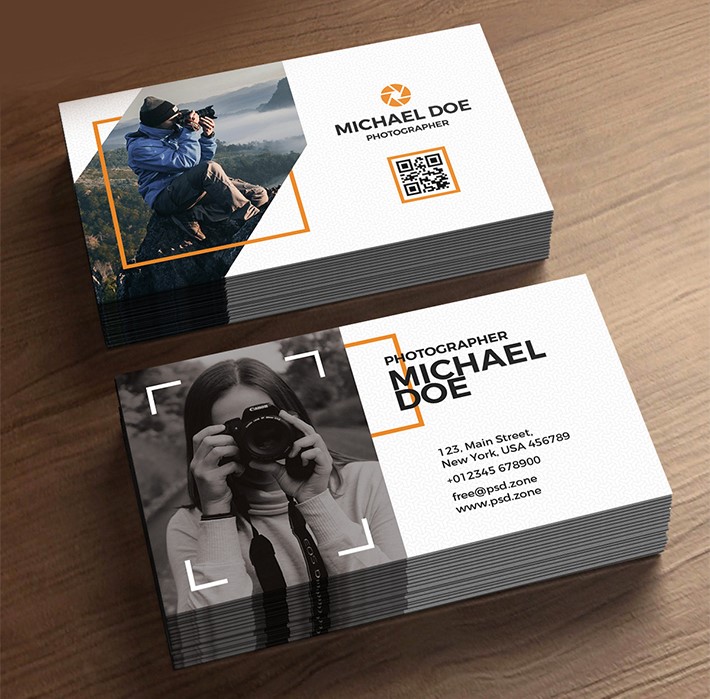 MICHAEL DOE
PHOTOGRAPHER
Canon
PHOTOGRAPHER
MICHAEL
DOE
123, Main Street,
New York, USA 456789
+012345 678900
free@psd.zone
www.psd.zone